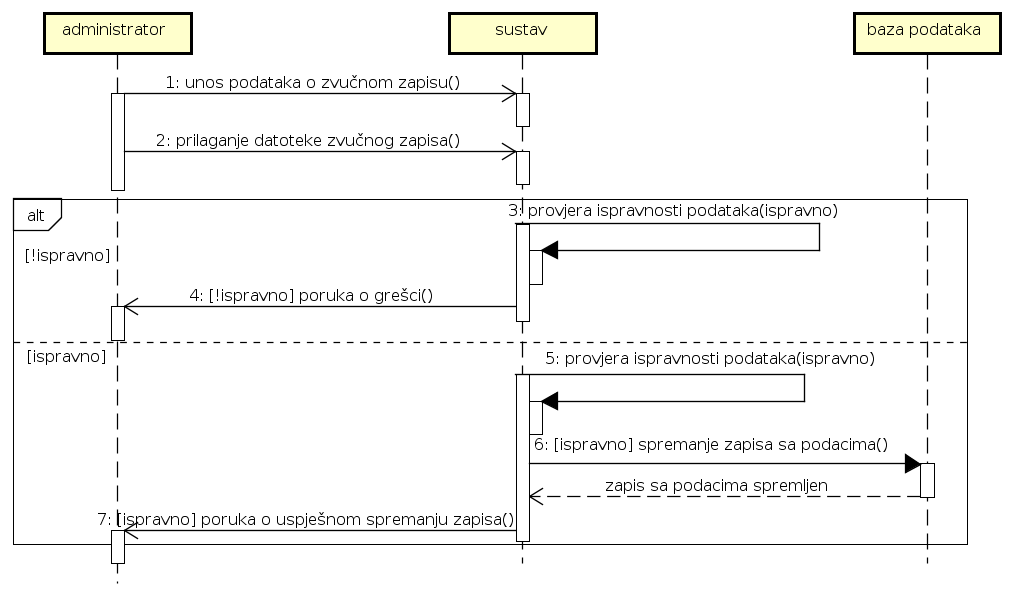 administrator
sustav
baza podataka
1: unos podataka o zvučnom zapisu()
2: prilaganje datoteke zvučnog zapisa()
alt
3: provjera ispravnosti podataka(ispravno)
[!ispravno]
4: [!ispravno] poruka o grešci()
[ispravno]
5: provjera ispravnosti podataka(ispravno)
6: [ispravno] spremanje zapisa sa podacima()
zapis sa podacima spremljen
7: [ispravno] poruka o uspješnom spremanju zapisa()